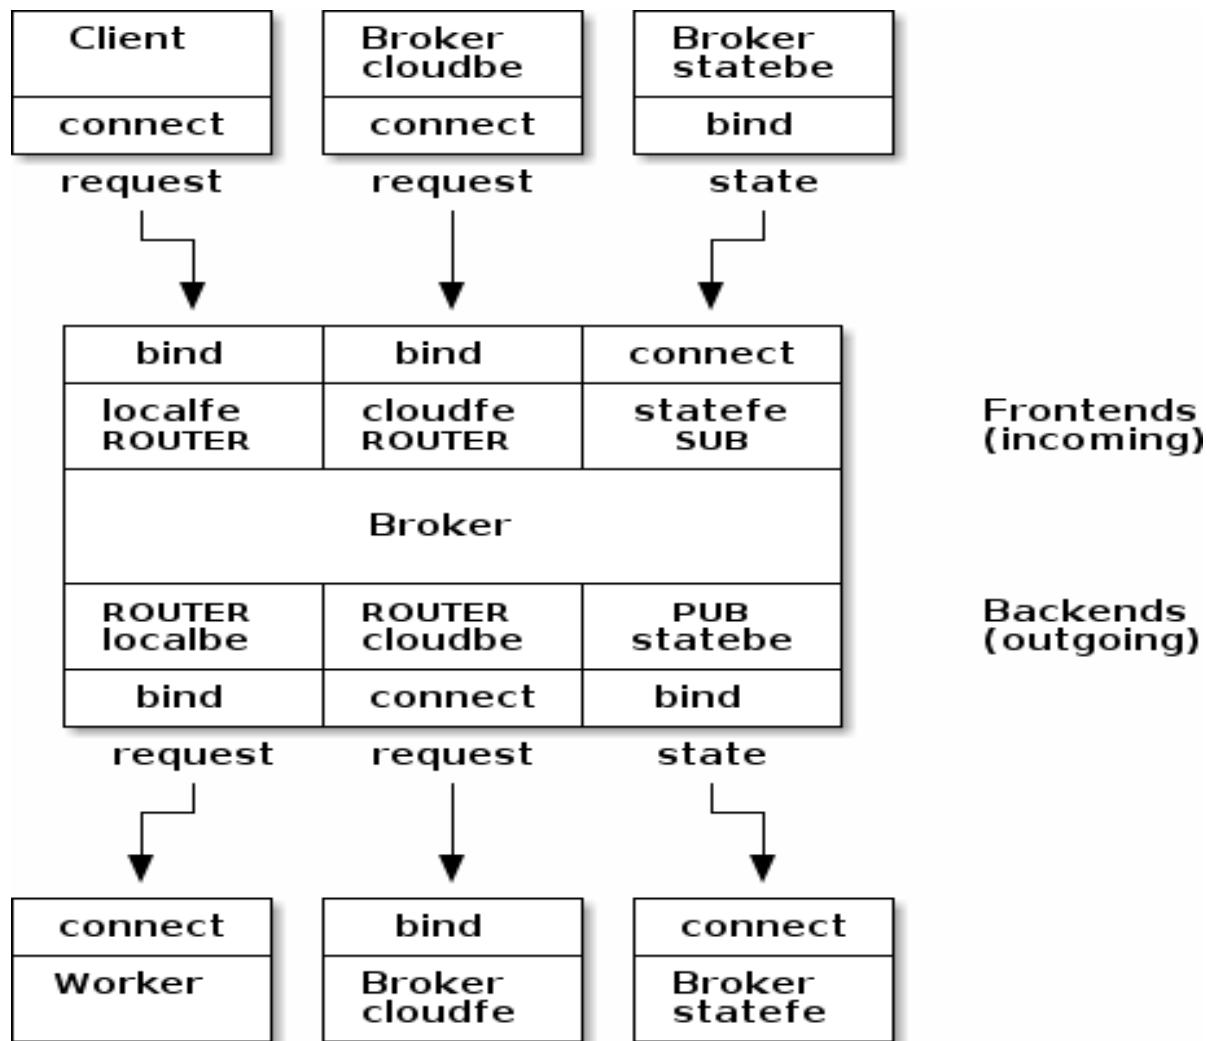 Client
Broker
cloudbe
Broker
statebe
connect
connect
bind
request
request
state
bind
bind
connect
localfe
ROUTER
cloudfe
ROUTER
statefe
SUB
Frontends
(incoming)
Broker
ROUTER
localbe
ROUTER
cloudbe
PUB
statebe
Backends
(outgoing)
bind
connect
bind
request
request
state
connect
bind
connect
Worker
Broker
cloudfe
Broker
statefe